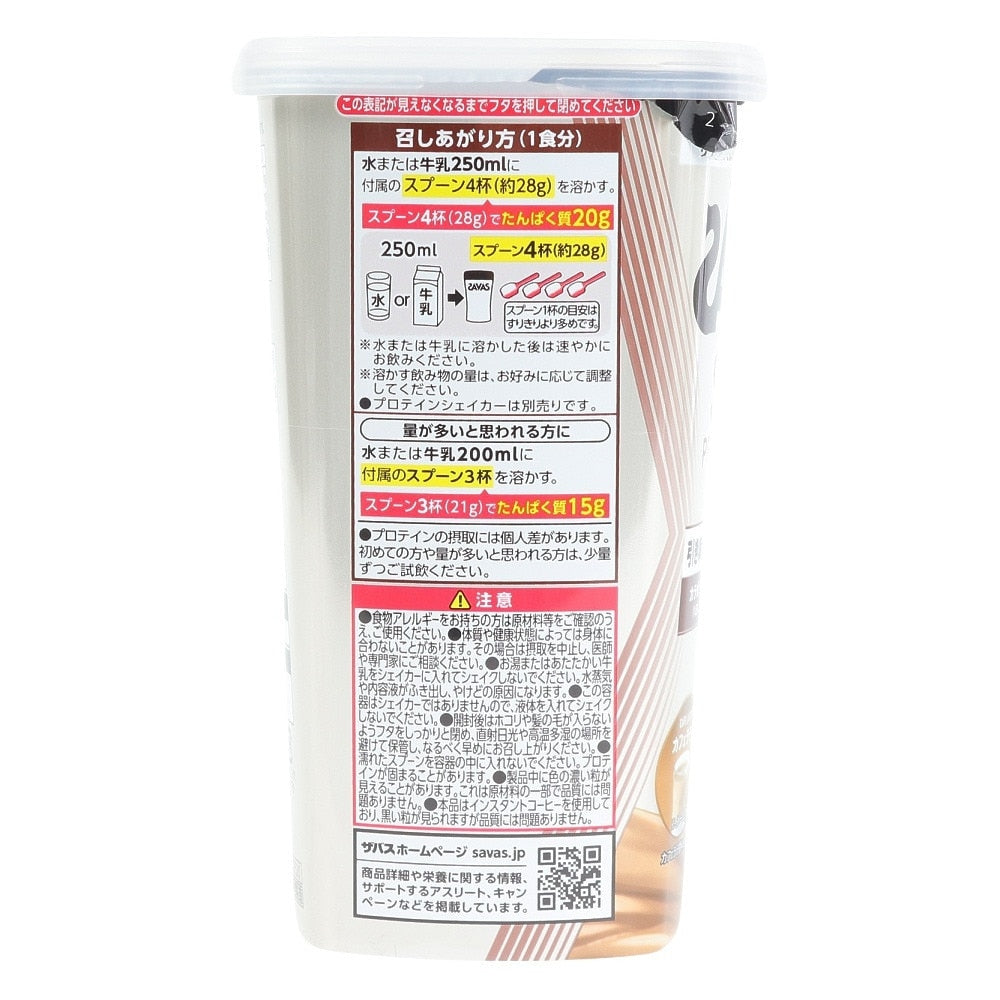 この表記が見えなくなるまでフタを押して閉めてください
召しあがり方(1食分)
水または牛乳250mlに
付属の スプーン4杯(約28g) を溶かす。
スプーン4杯(28g)でたんぱく質20g
250ml スプーン4杯(約28g)
水 or 牛乳 SAVAS
スプーン1杯の目安は
すりきりより多めです。
※水または牛乳に溶かした後は速やかに
お飲みください。
※溶かす飲み物の量は、お好みに応じて調整
してください。
●プロテインシェイカーは別売りです。
量が多いと思われる方に
水または牛乳200mlに
付属のスプーン3杯を溶かす。
スプーン3杯(21g)でたんぱく質15g
●プロテインの摂取には個人差があります。
初めての方や量が多いと思われる方は、少量
ずつご試飲ください。
注意
●食物アレルギーをお持ちの方は原材料等をご確認のう
え、ご使用ください。●体質や健康状態によっては身体に
合わないことがあります。その場合は摂取を中止し、医師
や専門家にご相談ください。●お湯またはあたたかい牛
乳をシェイカーに入れてシェイクしないでください。水蒸気
や内容液がふき出し、やけどの原因になります。●この容
器はシェイカーではありませんので、液体を入れてシェイク
しないでください。●開封後はホコリや髪の毛が入らない
ようフタをしっかりと閉め、直射日光や高温多湿の場所を
避けて保管し、なるべく早めにお召し上がりください。●
濡れたスプーンを容器の中に入れないでください。プロテ
インが固まることがあります。●製品中に色の濃い粒が
見えることがあります。これは原材料の一部で品質には問
題ありません。●本品はインスタントコーヒーを使用して
おり、黒い粒が見られますが品質には問題ありません。
ザバスホームページ savas.jp
商品詳細や栄養に関する情報、
サポートするアスリート、キャン
ペーンなどを掲載しています。
2